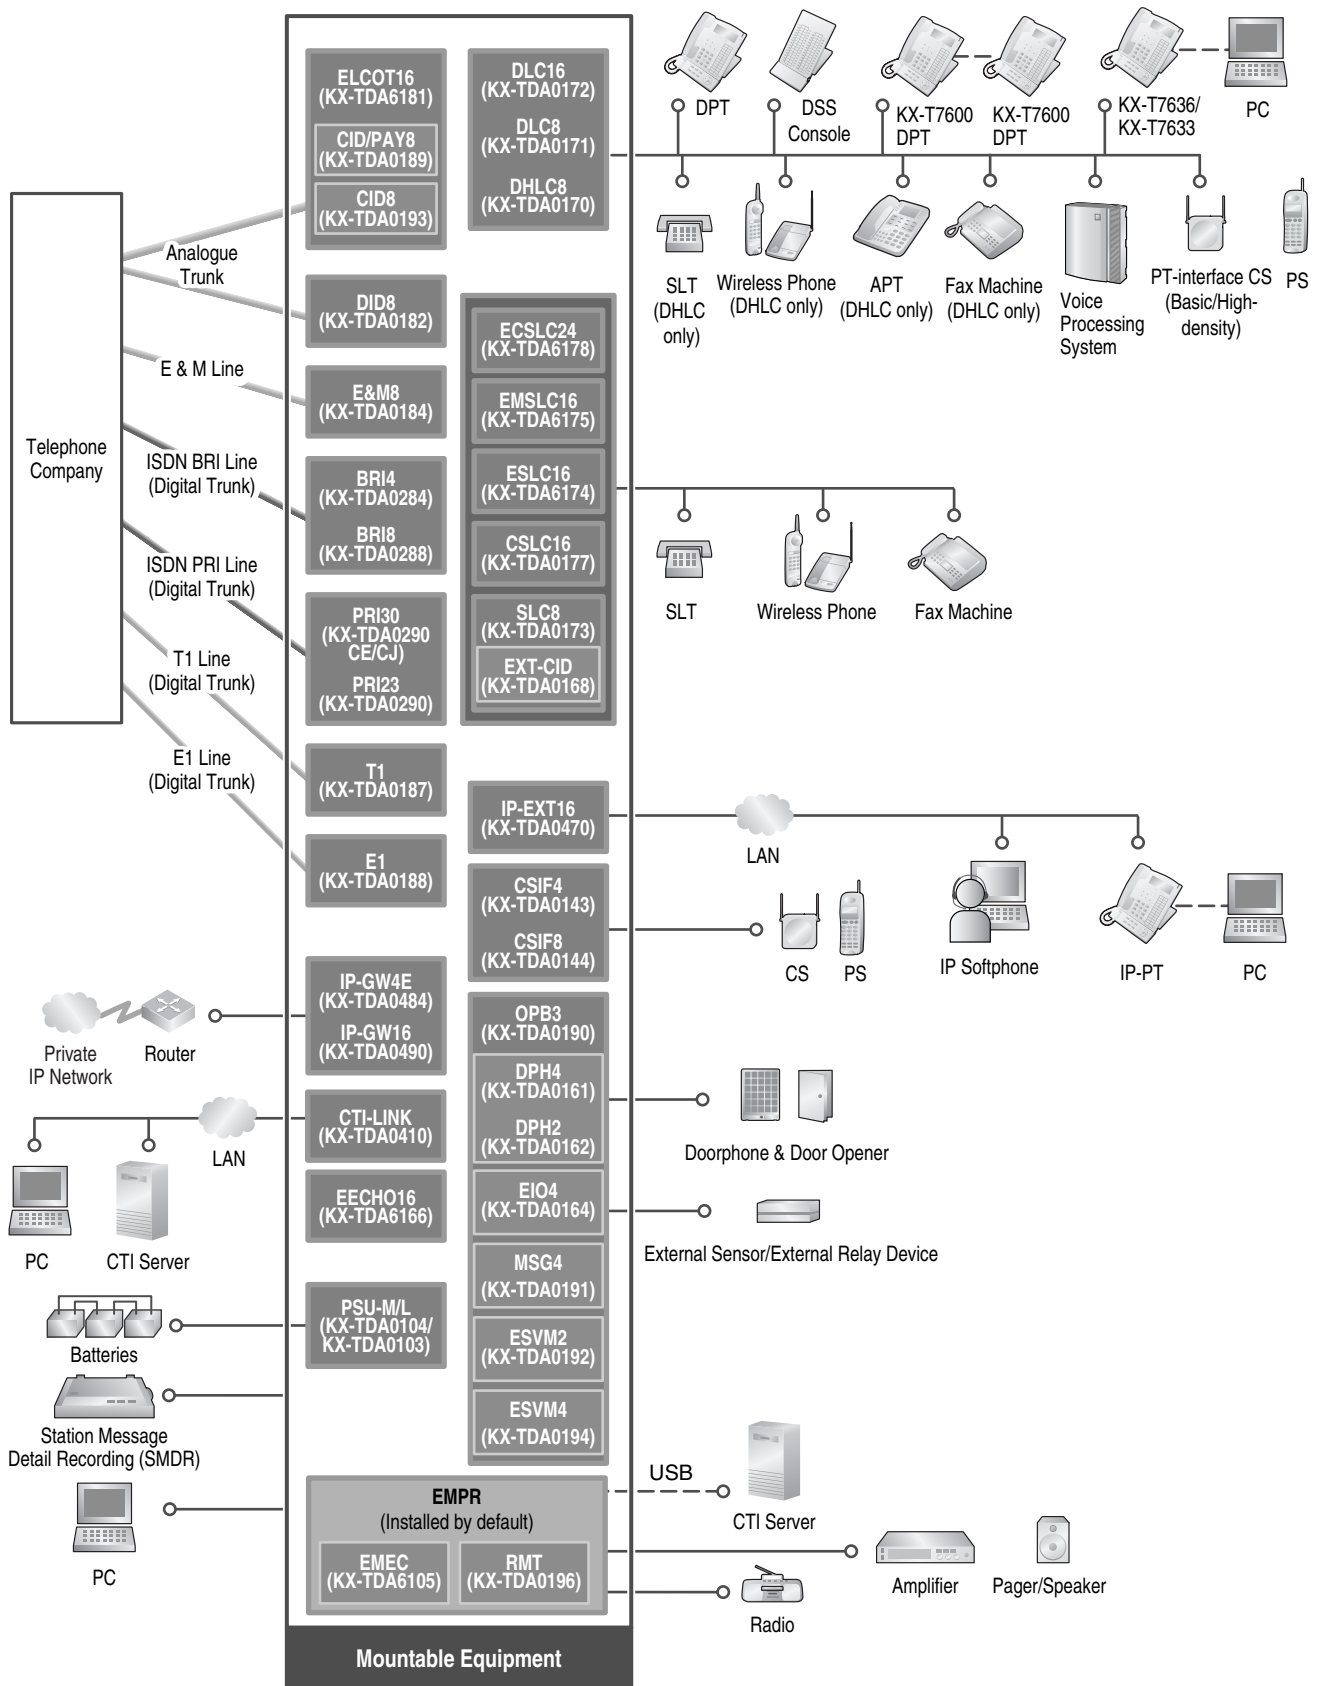 ELCOT16
(KX-TDA6181)
CID/PAY8
(KX-TDA0189)
CID8
(KX-TDA0193)
DLC16
(KX-TDA0172)
DLC8
(KX-TDA0171)
DHLC8
(KX-TDA0170)
DPT
DSS
Console
KX-T7600
DPT
KX-T7600
DPT
KX-T7636/
KX-T7633
PC
SLT
(DHLC
only)
Wireless Phone
(DHLC only)
APT
(DHLC only)
Fax Machine
(DHLC only)
Voice
Processing
System
PT-interface CS
(Basic/High-
density)
PS
Telephone
Company
Analogue
Trunk
E & M Line
ISDN BRI Line
(Digital Trunk)
ISDN PRI Line
(Digital Trunk)
T1 Line
(Digital Trunk)
E1 Line
(Digital Trunk)
DID8
(KX-TDA0182)
E&M8
(KX-TDA0184)
BRI4
(KX-TDA0284)
BRI8
(KX-TDA0288)
PRI30
(KX-TDA0290
CE/CJ)
PRI23
(KX-TDA0290)
T1
(KX-TDA0187)
E1
(KX-TDA0188)
ECSLC24
(KX-TDA6178)
EMSLC16
(KX-TDA6175)
ESLC16
(KX-TDA6174)
CSLC16
(KX-TDA0177)
SLC8
(KX-TDA0173)
EXT-CID
(KX-TDA0168)
SLT
Wireless Phone
Fax Machine
IP-EXT16
(KX-TDA0470)
LAN
IP Softphone
IP-PT
PC
CSIF4
(KX-TDA0143)
CSIF8
(KX-TDA0144)
CS
PS
Private
IP Network
Router
IP-GW4E
(KX-TDA0484)
IP-GW16
(KX-TDA0490)
LAN
PC
CTI Server
CTI-LINK
(KX-TDA0410)
EECHO16
(KX-TDA6166)
OPB3
(KX-TDA0190)
DPH4
(KX-TDA0161)
DPH2
(KX-TDA0162)
Doorphone & Door Opener
EIO4
(KX-TDA0164)
External Sensor/External Relay Device
MSG4
(KX-TDA0191)
ESVM2
(KX-TDA0192)
ESVM4
(KX-TDA0194)
Batteries
PSU-M/L
(KX-TDA0104/
KX-TDA0103)
Station Message
Detail Recording (SMDR)
PC
EMPR
(Installed by default)
EMEC
(KX-TDA6105)
RMT
(KX-TDA0196)
USB
CTI Server
Amplifier
Pager/Speaker
Radio
Mountable Equipment